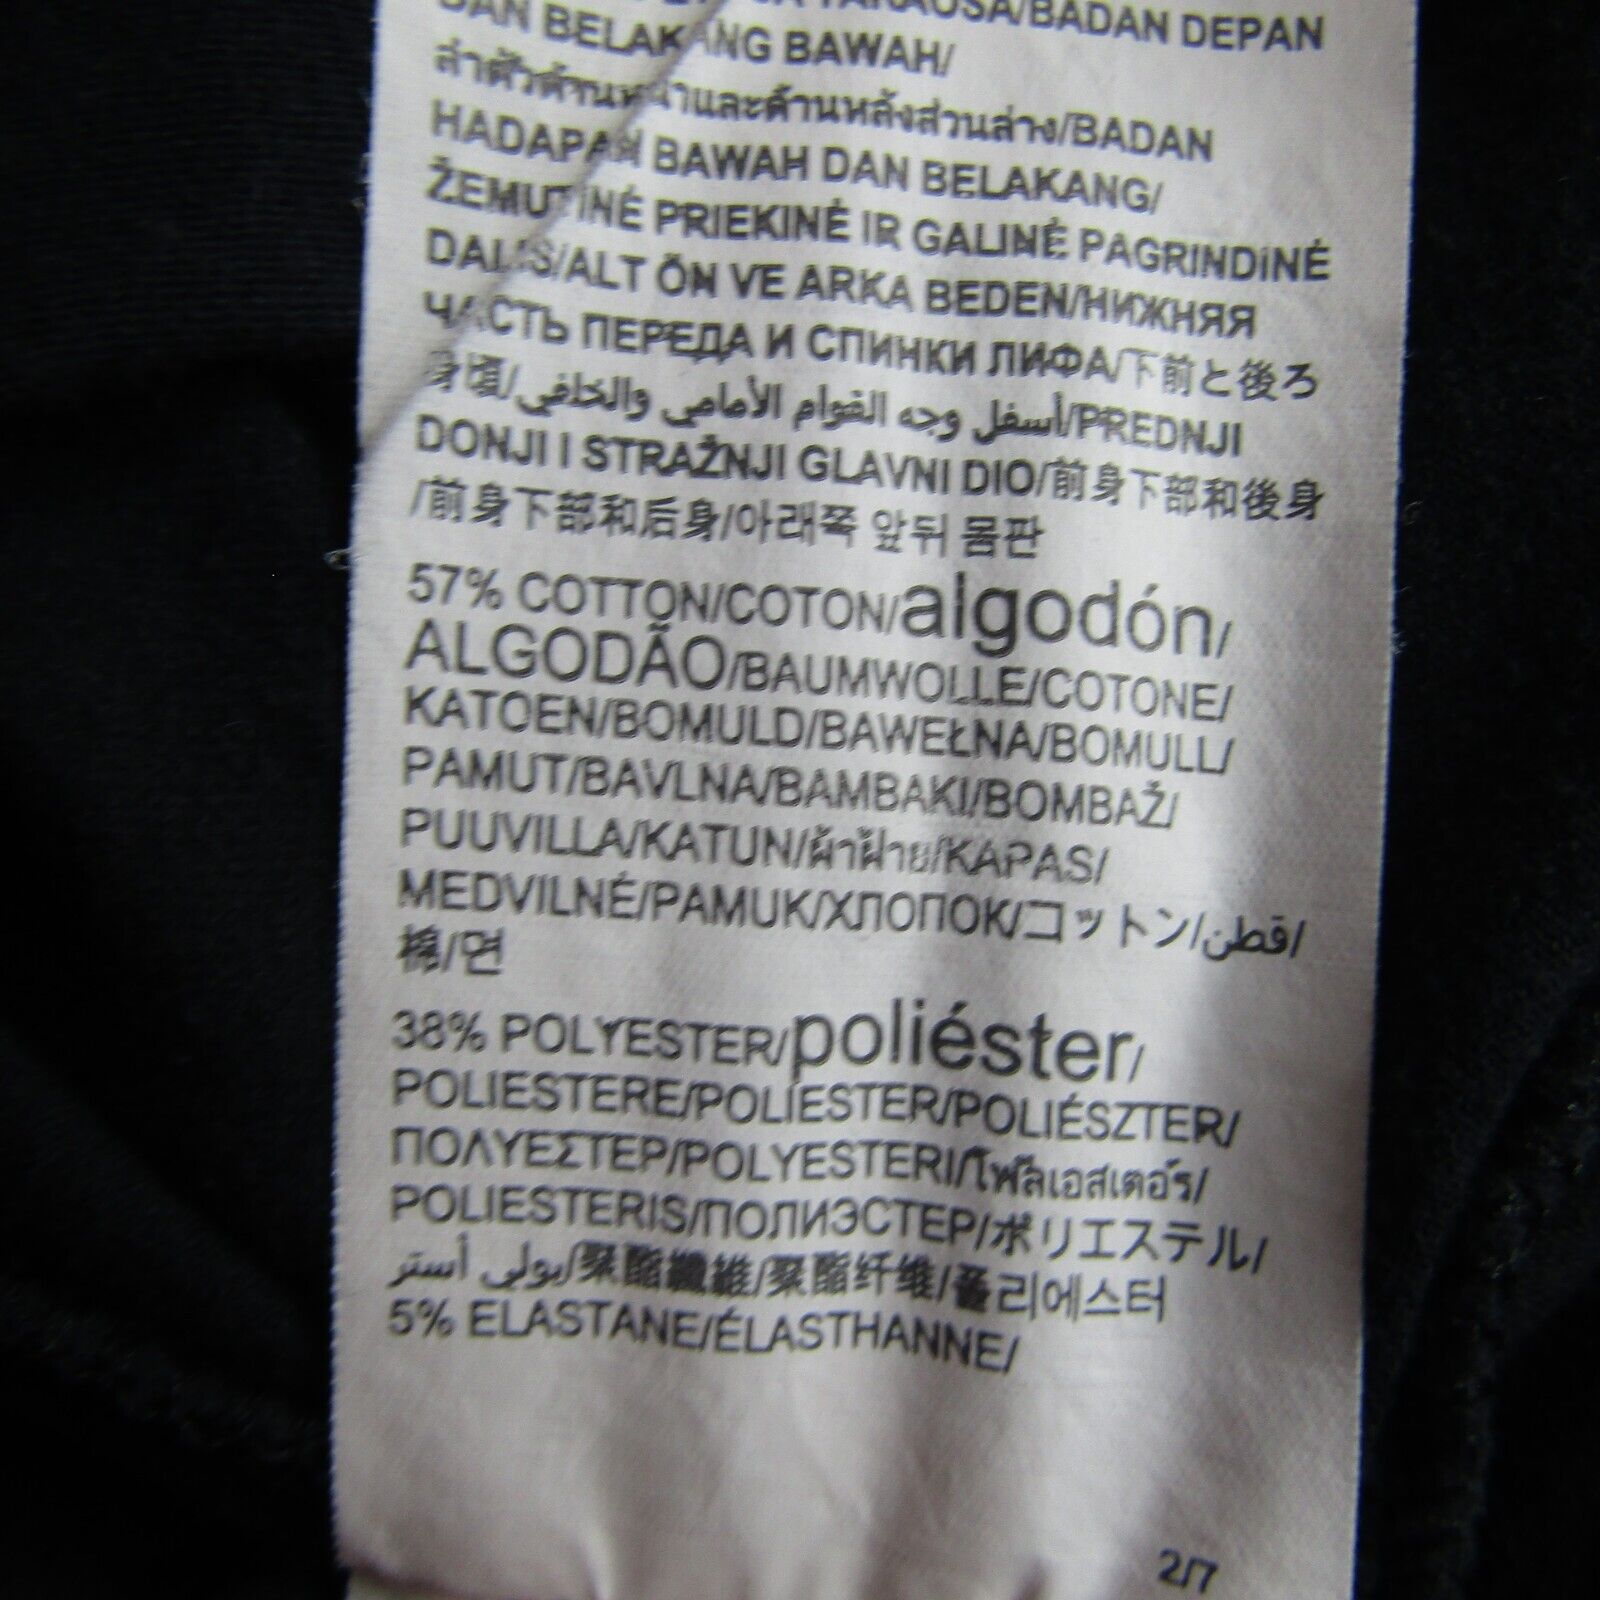 TAKAOSA/BADAN DEPAN
DAN BELAKANG BAWAH/
ลำตัวด้านหน้าและด้านหลังส่วนล่าง/BADAN
HADAPAN BAWAH DAN BELAKANG/
ŽEMUTINĖ PRIEKINĖ IR GALINĖ PAGRINDINĖ
DALIS/ALT ÖN VE ARKA BEDEN/НИЖНЯЯ
ЧАСТЬ ПЕРЕДА И СПИНКИ ЛИФА/下前と後ろ
身頃/أسفل وجه القوام الأمامي والخلفي/PREDNJI
DONJI I STRAŽNJI GLAVNI DIO/前身下部和後身
/前身下部和后身/아래쪽 앞뒤 몸판
57% COTTON/COTON/algodón/
ALGODÃO/BAUMWOLLE/COTONE/
KATOEN/BOMULD/BAWEŁNA/BOMULL/
PAMUT/BAVLNA/BAMBAKI/BOMBAŽ/
PUUVILLA/KATUN/ผ้าฝ้าย/KAPAS/
MEDVILNĖ/PAMUK/ХЛОПОК/コットン/قطن/
棉/면
38% POLYESTER/poliéster/
POLIESTERE/POLIESTER/POLIÉSZTER/
ΠΟΛΥΕΣΤΕΡ/POLYESTERI/โพลีเอสเตอร์/
POLIESTERIS/ПОЛИЭСТЕР/ポリエステル/
بولي أستر/聚酯纖維/聚酯纤维/폴리에스터
5% ELASTANE/ÉLASTHANNE/
2/7